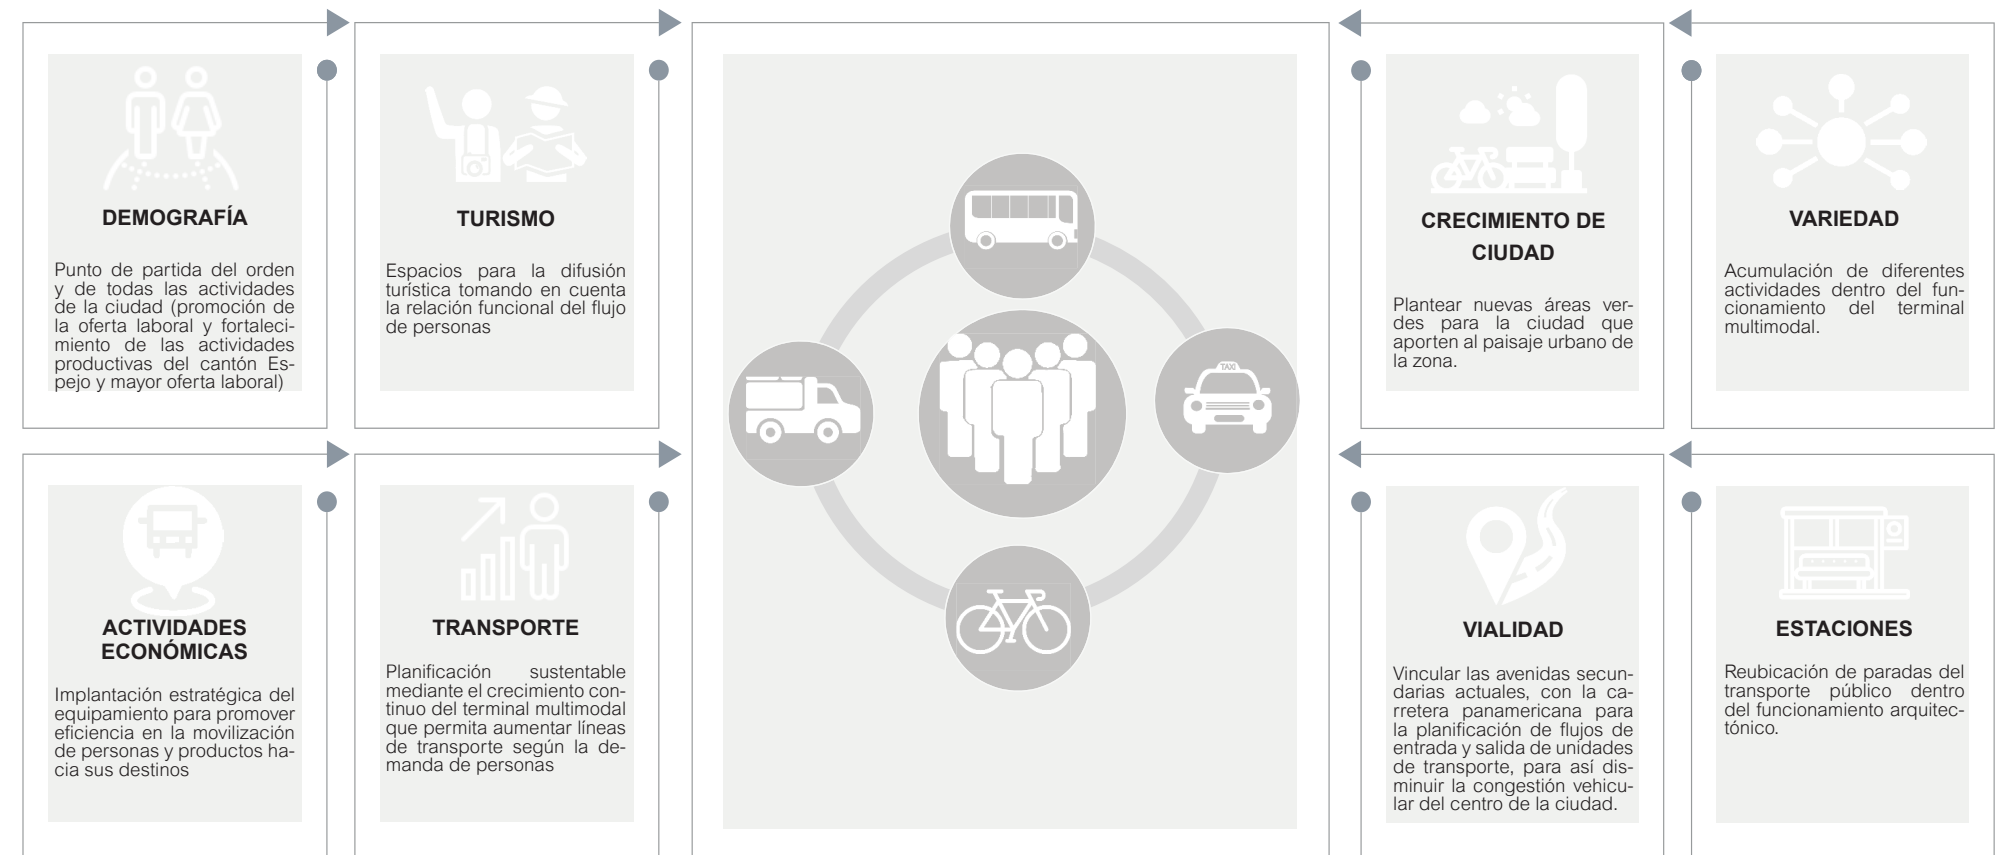 DEMOGRAFÍA
Punto de partida del orden
y de todas las actividades
de la ciudad (promoción de
la oferta laboral y fortaleci-
miento de las actividades
productivas del cantón Es-
pejo y mayor oferta laboral)
TURISMO
Espacios para la difusión
turística tomando en cuenta
la relación funcional del flujo
de personas
TAXI
CRECIMIENTO DE
CIUDAD
Plantear nuevas áreas ver-
des para la ciudad que
aporten al paisaje urbano de
la zona.
VARIEDAD
Acumulación de diferentes
actividades dentro del fun-
cionamiento del terminal
multimodal.
ACTIVIDADES
ECONÓMICAS
Implantación estratégica del
equipamiento para promover
eficiencia en la movilización
de personas y productos ha-
cia sus destinos
TRANSPORTE
Planificación sustentable
mediante el crecimiento con-
tinuo del terminal multimodal
que permita aumentar líneas
de transporte según la de-
manda de personas
VIALIDAD
Vincular las avenidas secun-
darias actuales, con la ca-
rretera panamericana para
la planificación de flujos de
entrada y salida de unidades
de transporte, para así dis-
minuir la congestión vehicu-
lar del centro de la ciudad.
ESTACIONES
Reubicación de paradas del
transporte público dentro
del funcionamiento arquitec-
tónico.